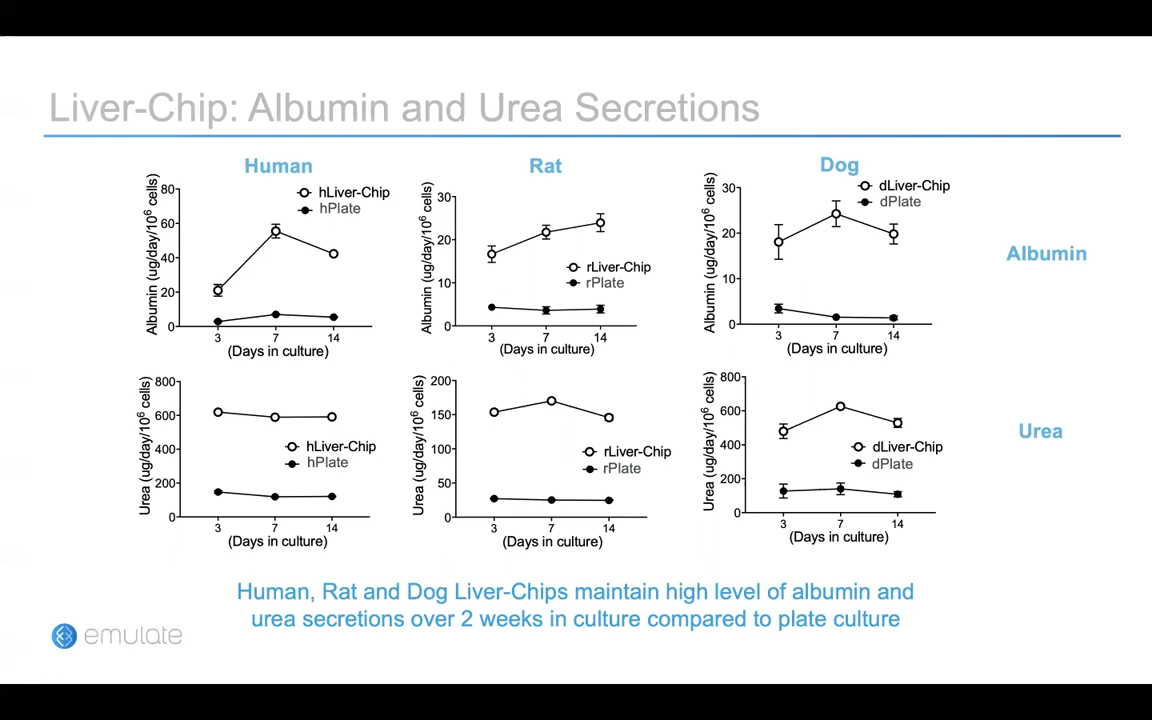 Liver-Chip: Albumin and Urea Secretions
Human
Rat
Dog
Albumin (ug/day/10⁶ cells)
80
60
40
20
0
hLiver-Chip
hPlate
3 7 14
(Days in culture)
Albumin (ug/day/10⁶ cells)
30
20
10
0
rLiver-Chip
rPlate
3 7 14
(Days in culture)
Albumin (ug/day/10⁶ cells)
30
20
10
0
dLiver-Chip
dPlate
3 7 14
(Days in culture)
Albumin
Urea (ug/day/10⁶ cells)
800
600
400
200
0
hLiver-Chip
hPlate
3 7 14
(Days in culture)
Urea (ug/day/10⁶ cells)
200
150
100
50
0
rLiver-Chip
rPlate
3 7 14
(Days in culture)
Urea (ug/day/10⁶ cells)
800
600
400
200
0
dLiver-Chip
dPlate
3 7 14
(Days in culture)
Urea
Human, Rat and Dog Liver-Chips maintain high level of albumin and
urea secretions over 2 weeks in culture compared to plate culture
emulate